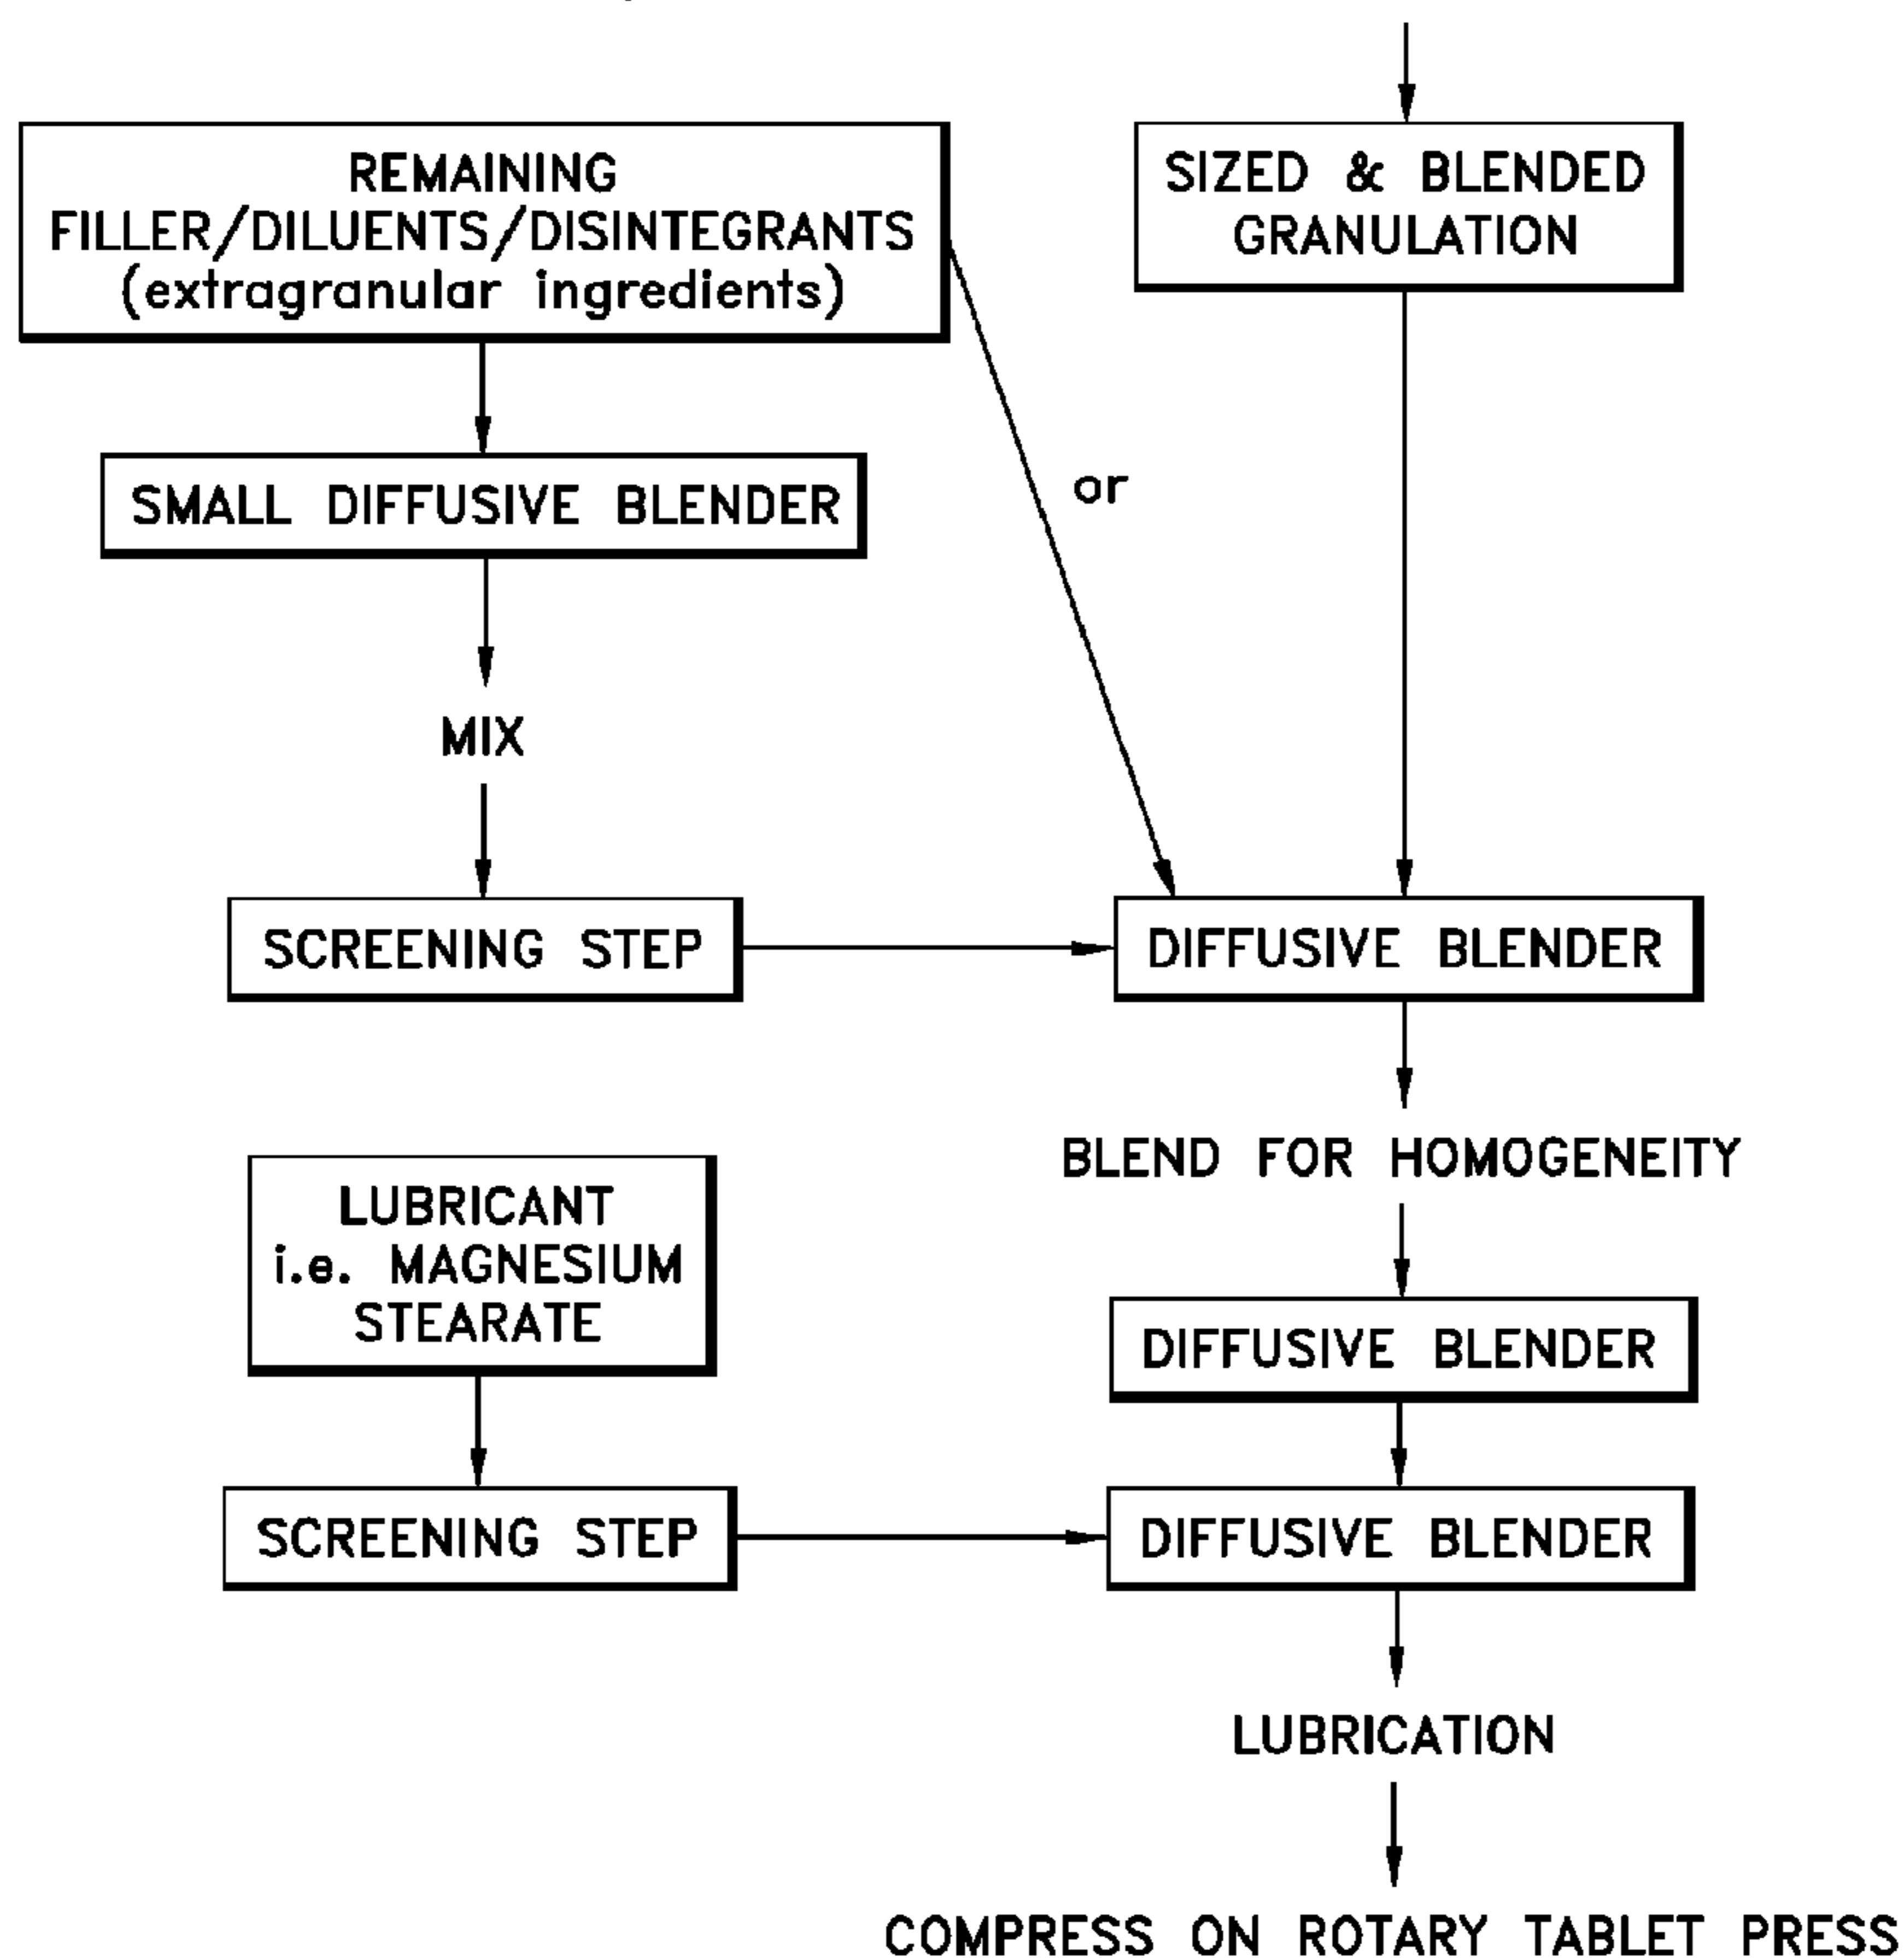 REMAINING
FILLER/DILUENTS/DISINTEGRANTS
(extragranular ingredients)
SIZED & BLENDED
GRANULATION
SMALL DIFFUSIVE BLENDER
or
MIX
SCREENING STEP
DIFFUSIVE BLENDER
BLEND FOR HOMOGENEITY
LUBRICANT
i.e. MAGNESIUM
STEARATE
DIFFUSIVE BLENDER
SCREENING STEP
DIFFUSIVE BLENDER
LUBRICATION
COMPRESS ON ROTARY TABLET PRESS